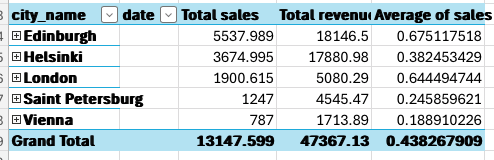 city_name date Total sales Total revenu Average of sales
Edinburgh 5537.989 18146.5 0.675117518
Helsinki 3674.995 17880.98 0.382453429
London 1900.615 5080.29 0.644494744
Saint Petersburg 1247 4545.47 0.245859621
Vienna 787 1713.89 0.188910226
Grand Total 13147.599 47367.13 0.438267909